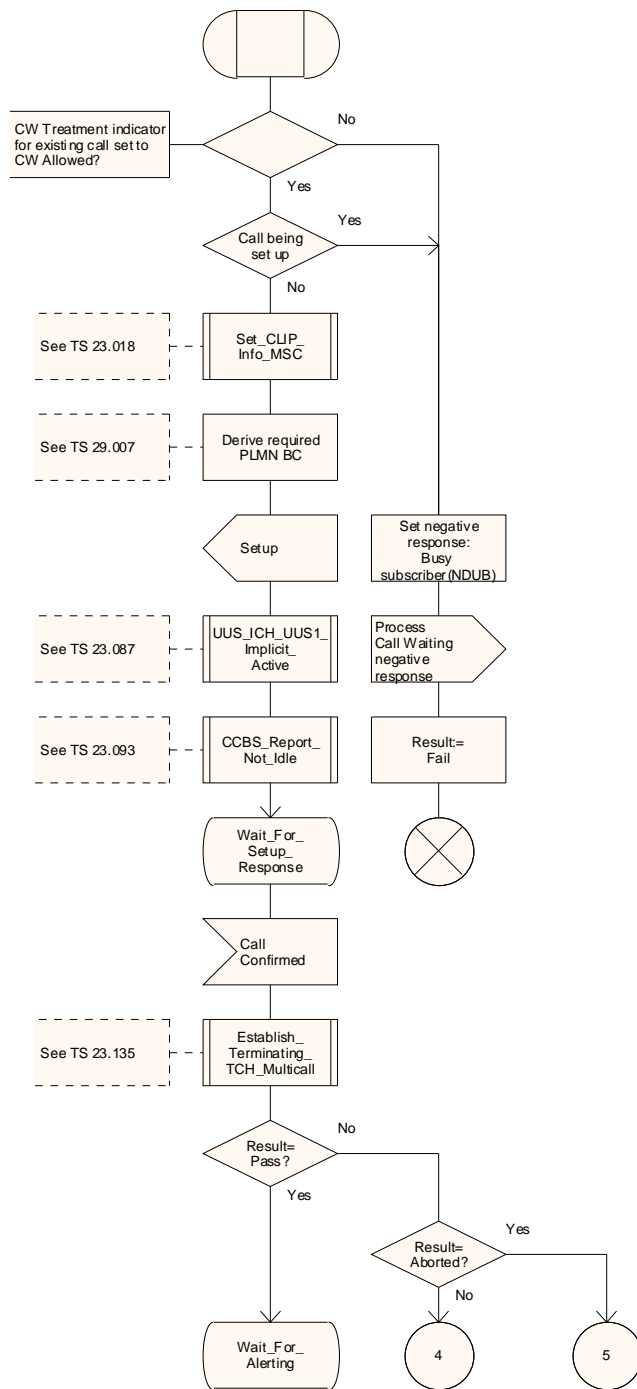 CW Treatment indicator
for existing call set to
CW Allowed?
No
Yes
Call being
set up
Yes
No
See TS 23.018
Set_CLIP_
Info_MSC
See TS 29.007
Derive required
PLMN BC
Setup
Set negative
response:
Busy
subscriber(NDUB)
See TS 23.087
UUS_ICH_UUS1_
Implicit_
Active
Process
Call Waiting
negative
response
See TS 23.093
CCBS_Report_
Not_Idle
Result:=
Fail
Wait_For_
Setup_
Response
Call
Confirmed
See TS 23.135
Establish_
Terminating_
TCH_Multicall
Result=
Pass?
No
Yes
Result=
Aborted?
Yes
No
Wait_For_
Alerting
4
5